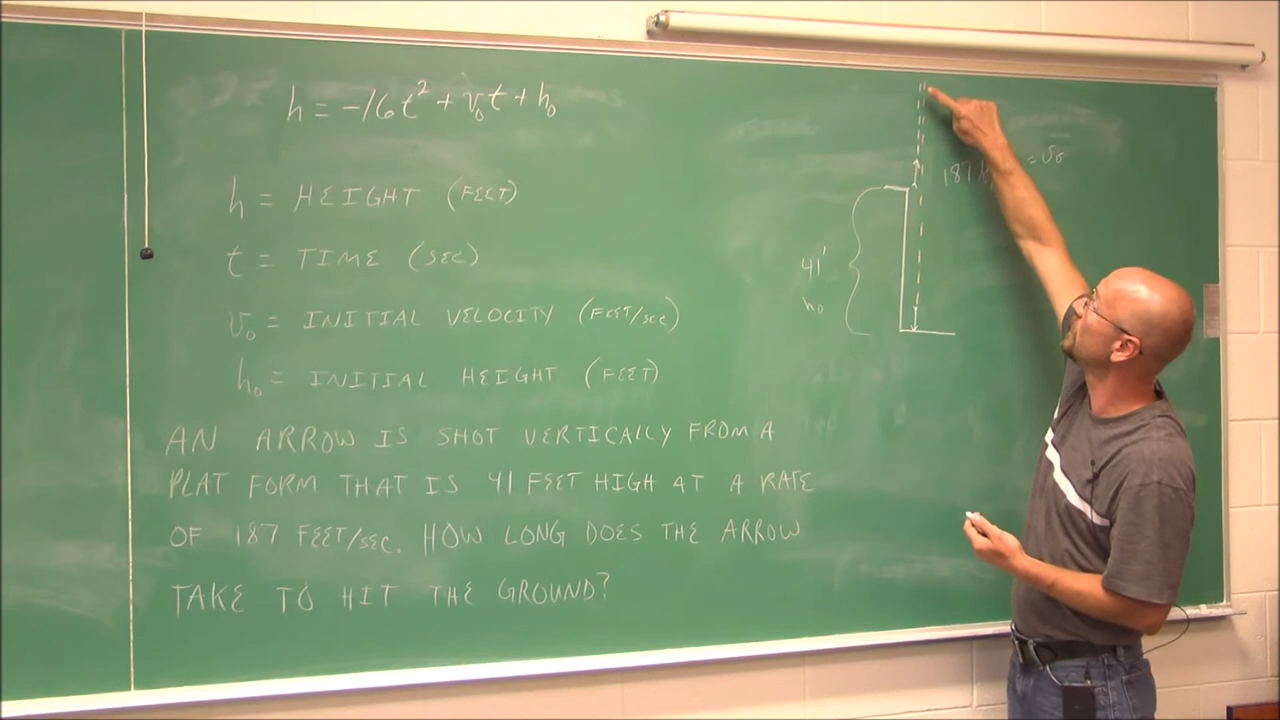 h = -16t² + v₀t + h₀
h = HEIGHT (FEET)
t = TIME (SEC)
v₀ = INITIAL VELOCITY (FEET/SEC)
h₀ = INITIAL HEIGHT (FEET)
AN ARROW IS SHOT VERTICALLY FROM A
PLAT FORM THAT IS 41 FEET HIGH AT A RATE
OF 187 FEET/SEC. HOW LONG DOES THE ARROW
TAKE TO HIT THE GROUND?
187 = v₀
41'
h₀